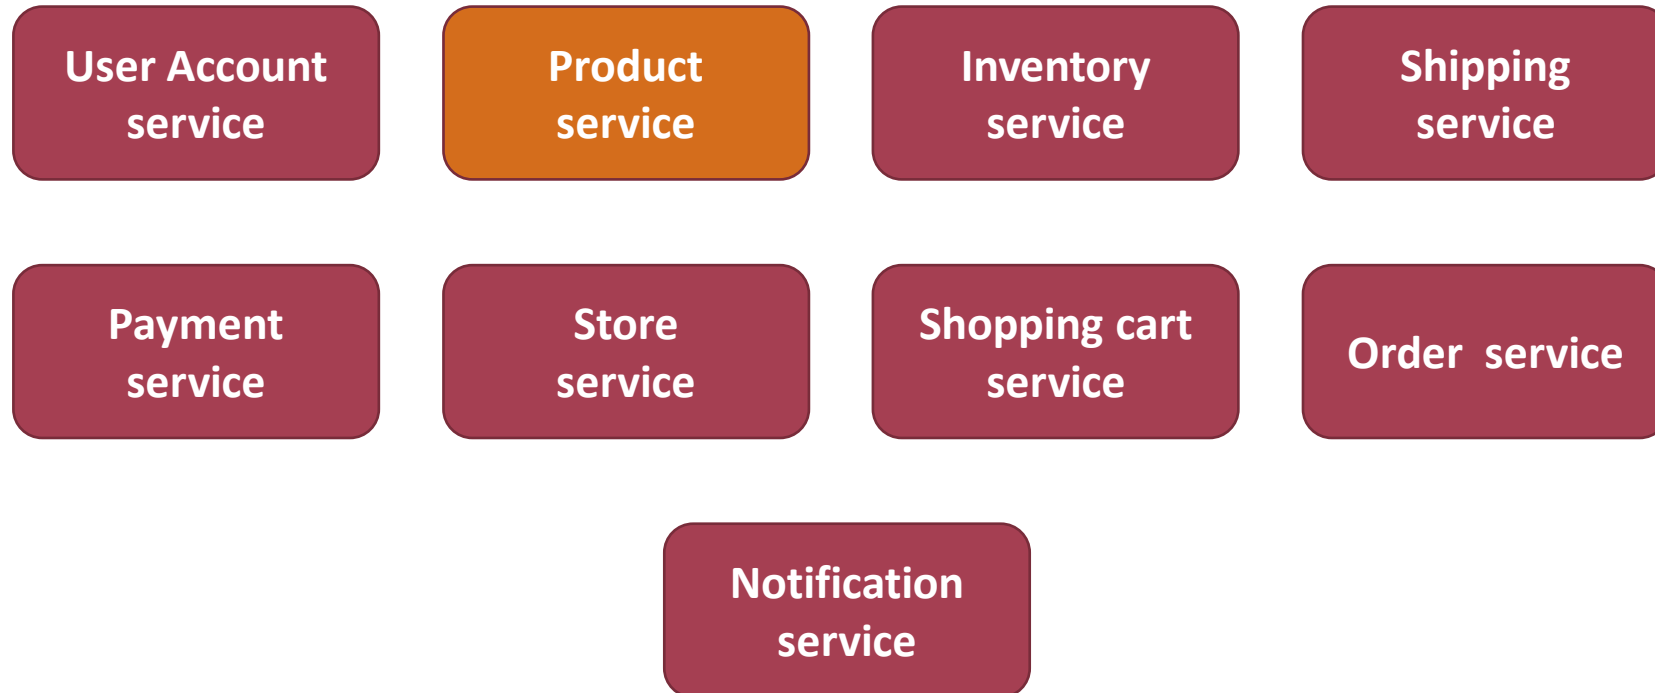 User Account
service
Product
service
Inventory
service
Shipping
service
Payment
service
Store
service
Shopping cart
service
Order  service
Notification
service